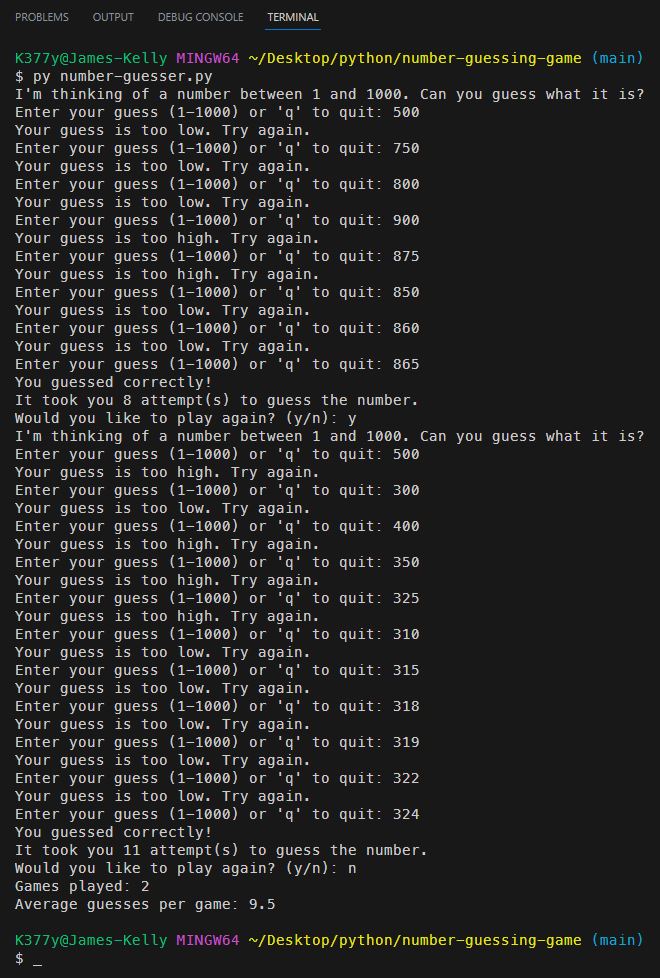 PROBLEMS OUTPUT DEBUG CONSOLE TERMINAL
K377y@James-Kelly MINGW64 ~/Desktop/python/number-guessing-game (main)
$ py number-guesser.py
I'm thinking of a number between 1 and 1000. Can you guess what it is?
Enter your guess (1-1000) or 'q' to quit: 500
Your guess is too low. Try again.
Enter your guess (1-1000) or 'q' to quit: 750
Your guess is too low. Try again.
Enter your guess (1-1000) or 'q' to quit: 800
Your guess is too low. Try again.
Enter your guess (1-1000) or 'q' to quit: 900
Your guess is too high. Try again.
Enter your guess (1-1000) or 'q' to quit: 875
Your guess is too high. Try again.
Enter your guess (1-1000) or 'q' to quit: 850
Your guess is too low. Try again.
Enter your guess (1-1000) or 'q' to quit: 860
Your guess is too low. Try again.
Enter your guess (1-1000) or 'q' to quit: 865
You guessed correctly!
It took you 8 attempt(s) to guess the number.
Would you like to play again? (y/n): y
I'm thinking of a number between 1 and 1000. Can you guess what it is?
Enter your guess (1-1000) or 'q' to quit: 500
Your guess is too high. Try again.
Enter your guess (1-1000) or 'q' to quit: 300
Your guess is too low. Try again.
Enter your guess (1-1000) or 'q' to quit: 400
Your guess is too high. Try again.
Enter your guess (1-1000) or 'q' to quit: 350
Your guess is too high. Try again.
Enter your guess (1-1000) or 'q' to quit: 325
Your guess is too high. Try again.
Enter your guess (1-1000) or 'q' to quit: 310
Your guess is too low. Try again.
Enter your guess (1-1000) or 'q' to quit: 315
Your guess is too low. Try again.
Enter your guess (1-1000) or 'q' to quit: 318
Your guess is too low. Try again.
Enter your guess (1-1000) or 'q' to quit: 319
Your guess is too low. Try again.
Enter your guess (1-1000) or 'q' to quit: 322
Your guess is too low. Try again.
Enter your guess (1-1000) or 'q' to quit: 324
You guessed correctly!
It took you 11 attempt(s) to guess the number.
Would you like to play again? (y/n): n
Games played: 2
Average guesses per game: 9.5
K377y@James-Kelly MINGW64 ~/Desktop/python/number-guessing-game (main)
$ _